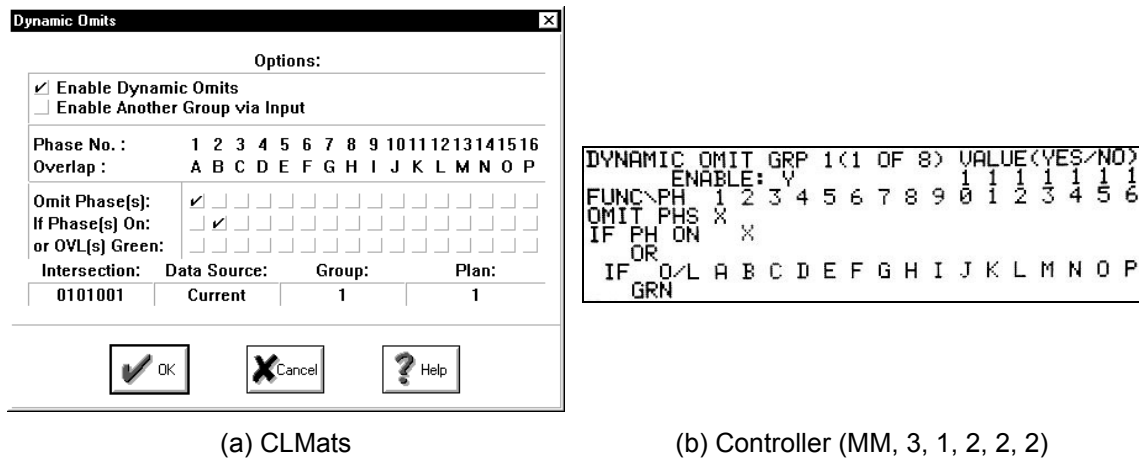 Dynamic Omits
Options:
Enable Dynamic Omits
Enable Another Group via Input
Phase No. : 1 2 3 4 5 6 7 8 9 10 11 12 13 14 15 16
Overlap : A B C D E F G H I J K L M N O P
Omit Phase(s):
If Phase(s) On:
or OVL(s) Green:
Intersection: Data Source: Group: Plan:
0101001 Current 1 1
OK Cancel Help
(a) CLMats
DYNAMIC OMIT GRP 1(1 OF 8) VALUE(YES/NO)
ENABLE: Y 1 1 1 1 1 1 1
FUNC\PH 1 2 3 4 5 6 7 8 9 0 1 2 3 4 5 6
OMIT PHS X
IF PH ON X
OR
IF O/L A B C D E F G H I J K L M N O P
GRN
(b) Controller (MM, 3, 1, 2, 2, 2)